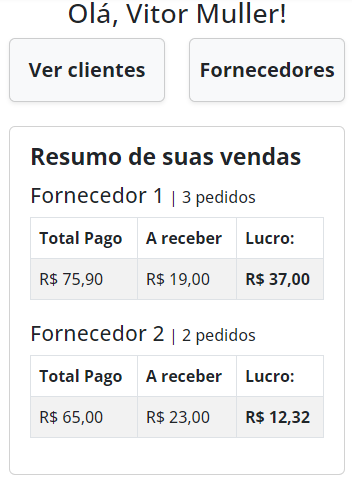 Olá, Vitor Muller!
Ver clientes Fornecedores
Resumo de suas vendas
Fornecedor 1 | 3 pedidos
Total Pago A receber Lucro:
R$ 75,90 R$ 19,00 R$ 37,00
Fornecedor 2 | 2 pedidos
Total Pago A receber Lucro:
R$ 65,00 R$ 23,00 R$ 12,32